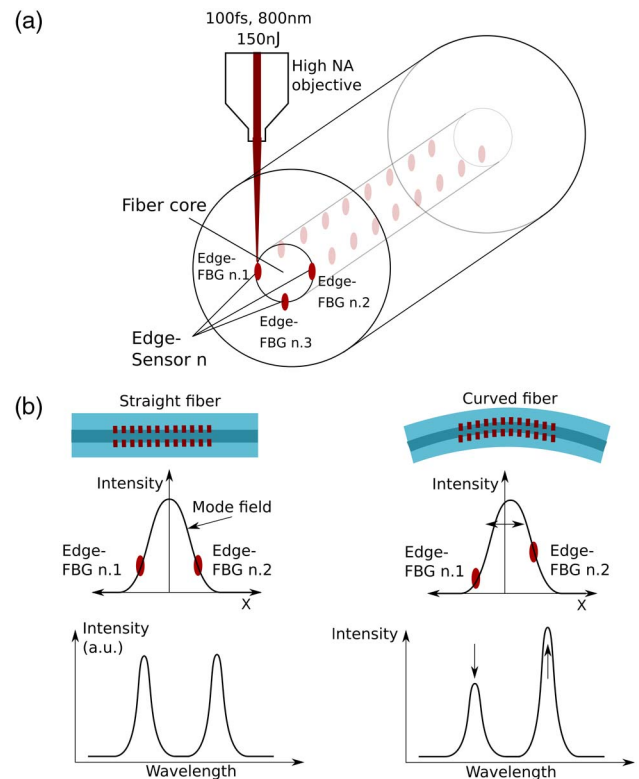 (a)
100fs, 800nm
150nJ
High NA
objective
Fiber core
Edge-
FBG n.1
Edge-
FBG n.2
Edge-
Sensor n
Edge-
FBG n.3
(b)
Straight fiber
Curved fiber
Intensity
Mode field
Edge-
FBG n.1
Edge-
FBG n.2
X
Intensity
Edge-
FBG n.1
Edge-
FBG n.2
X
Intensity
(a.u.)
Wavelength
Intensity
Wavelength